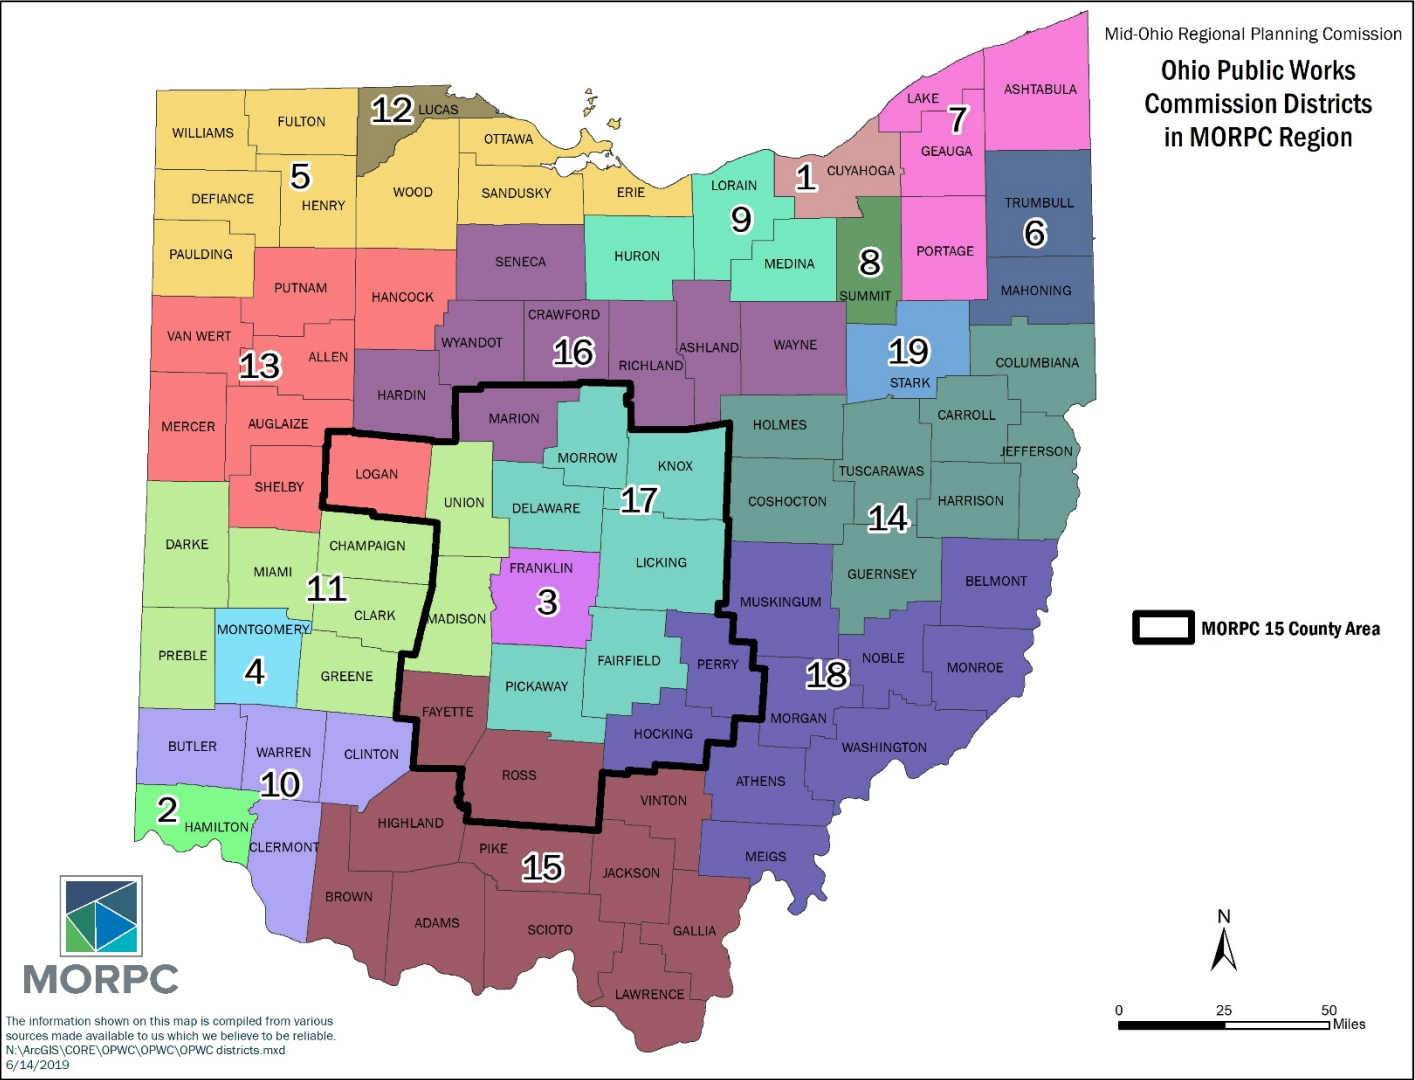 Mid-Ohio Regional Planning Comission
Ohio Public Works
Commission Districts
in MORPC Region
ASHTABULA
LAKE
7
GEAUGA
12
LUCAS
FULTON
WILLIAMS
OTTAWA
5
WOOD
SANDUSKY
ERIE
LORAIN
1
CUYAHOGA
DEFIANCE
HENRY
9
TRUMBULL
6
PAULDING
SENECA
HURON
MEDINA
8
PORTAGE
PUTNAM
HANCOCK
SUMMIT
MAHONING
VAN WERT
ALLEN
13
WYANDOT
CRAWFORD
16
RICHLAND
ASHLAND
WAYNE
19
STARK
COLUMBIANA
HARDIN
MERCER
AUGLAIZE
MARION
HOLMES
CARROLL
JEFFERSON
LOGAN
MORROW
KNOX
TUSCARAWAS
SHELBY
UNION
DELAWARE
17
COSHOCTON
HARRISON
14
DARKE
CHAMPAIGN
MIAMI
11
FRANKLIN
3
LICKING
GUERNSEY
BELMONT
MUSKINGUM
CLARK
MADISON
MONTGOMERY
4
PREBLE
GREENE
FAIRFIELD
PERRY
NOBLE
MONROE
18
PICKAWAY
FAYETTE
MORGAN
HOCKING
WASHINGTON
BUTLER
WARREN
CLINTON
10
ROSS
ATHENS
2
HAMILTON
VINTON
HIGHLAND
CLERMONT
PIKE
15
MEIGS
JACKSON
BROWN
ADAMS
SCIOTO
GALLIA
LAWRENCE
MORPC 15 County Area
N
0
25
50
Miles
MORPC
The information shown on this map is compiled from various
sources made available to us which we believe to be reliable.
N:\ArcGIS\CORE\OPWC\OPWC\OPWC districts.mxd
6/14/2019